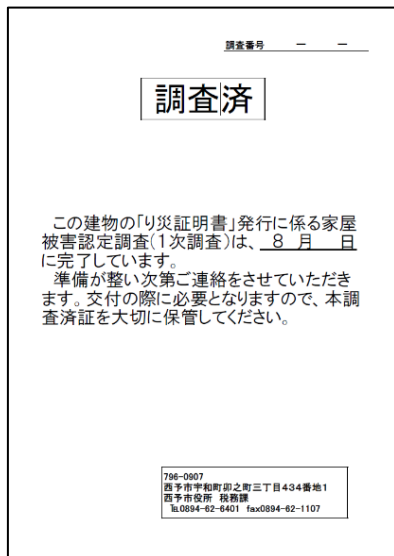 調査番号　－　－
調査済
この建物の「り災証明書」発行に係る家屋
被害認定調査(1次調査)は、 8 月　日
に完了しています。
準備が整い次第ご連絡をさせていただき
ます。交付の際に必要となりますので、本調
査済証を大切に保管してください。
796-0907
西予市宇和町卯之町三丁目434番地1
西予市役所 税務課
℡0894-62-6401 fax0894-62-1107